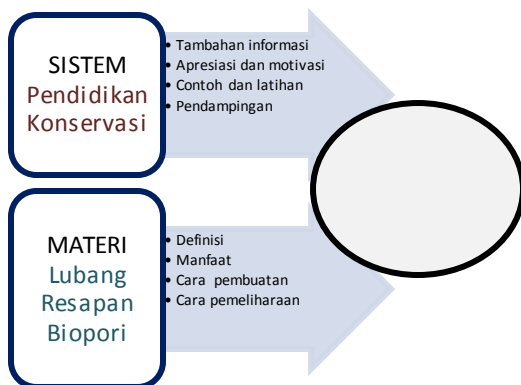 SISTEM
Pendidikan
Konservasi
• Tambahan informasi
• Apresiasi dan motivasi
• Contoh dan latihan
• Pendampingan
MATERI
Lubang
Resapan
Biopori
• Definisi
• Manfaat
• Cara pembuatan
• Cara pemeliharaan